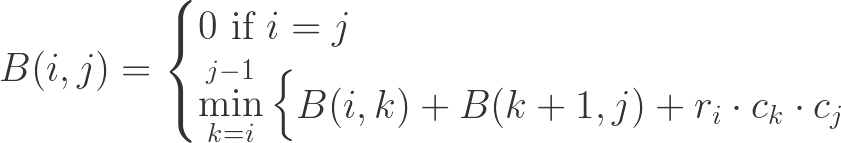 B(i, j) = { 0 if i = j
min_{k=i}^{j−1} { B(i, k) + B(k + 1, j) + r_i · c_k · c_j